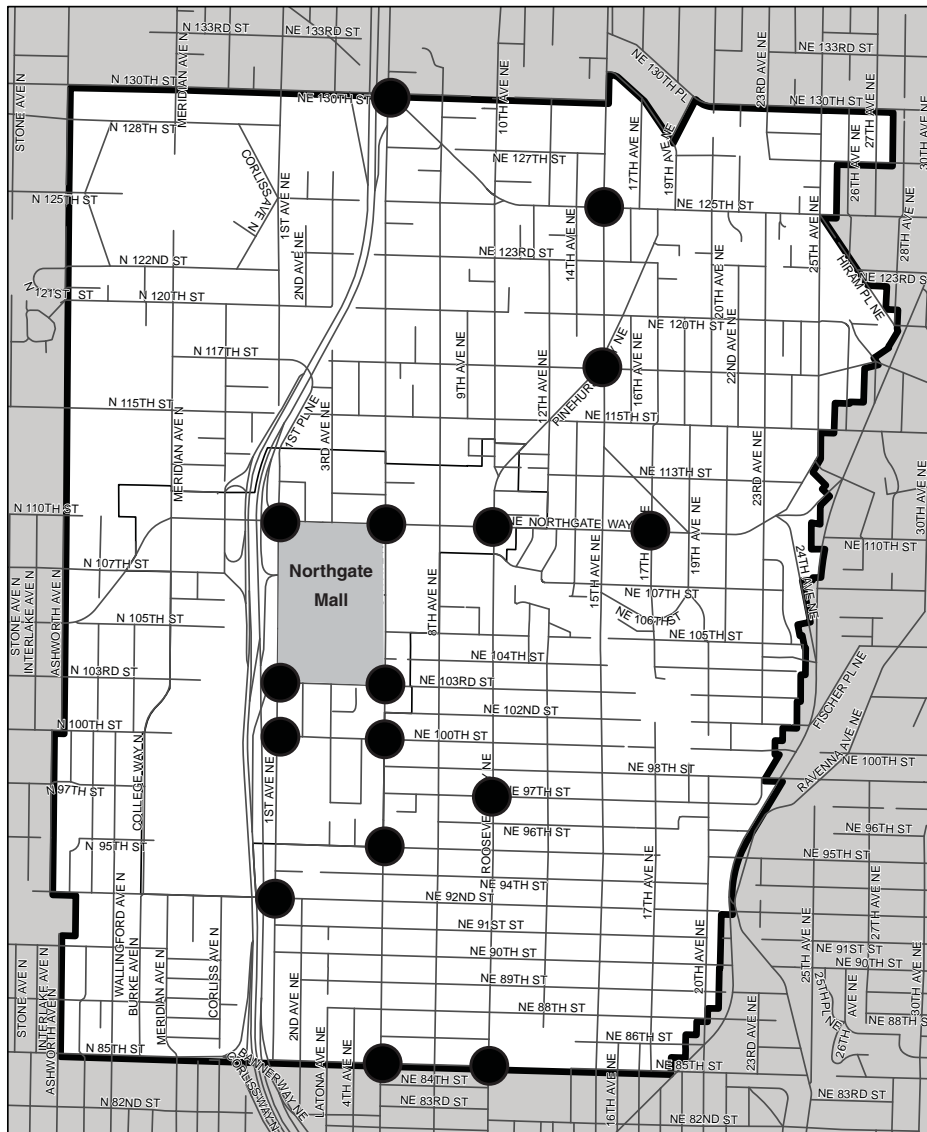 N 133RD ST
NE 133RD ST
STONE AVE N
MERIDIAN AVE N
NE 130TH PL
23RD AVE NE
NE 133RD ST
N 130TH ST
NE 130TH ST
10TH AVE NE
NE 130TH ST
27TH AVE NE
N 128TH ST
CORLISS AVE N
NE 127TH ST
17TH AVE NE
19TH AVE NE
26TH AVE NE
30TH AVE NE
N 125TH ST
1ST AVE NE
NE 125TH ST
2ND AVE NE
14TH AVE NE
25TH AVE NE
28TH AVE NE
N 122ND ST
NE 123RD ST
20TH AVE NE
HIRAM PL NE
NE 123RD ST
N 121ST ST
N 120TH ST
NE 120TH ST
N 117TH ST
9TH AVE NE
12TH AVE NE
16TH AVE NE
22ND AVE NE
N 115TH ST
1ST PL NE
3RD AVE NE
NE 115TH ST
MERIDIAN AVE N
NE 113TH ST
23RD AVE NE
30TH AVE NE
N 110TH ST
NE NORTHGATE WAY
17TH
19TH AVE NE
NE 110TH ST
N 107TH ST
Northgate
Mall
8TH AVE NE
15TH AVE NE
NE 107TH ST
24TH AVE NE
STONE AVE N
INTERLAKE AVE N
ASHWORTH AVE N
N 105TH ST
NE 106TH ST
NE 105TH ST
N 103RD ST
NE 104TH ST
NE 103RD ST
FISCHER PL NE
NE 102ND ST
N 100TH ST
NE 100TH ST
RAVENNA AVE NE
NE 100TH ST
COLLEGE WAY N
1ST AVE NE
NE 98TH ST
N 97TH ST
NE 97TH ST
NE 96TH ST
NE 96TH ST
N 95TH ST
NE 95TH ST
NE 94TH ST
NE 92ND ST
17TH AVE NE
27TH AVE NE
WALLINGFORD AVE N
BURKE AVE N
MERIDIAN AVE N
CORLISS AVE N
NE 91ST ST
20TH AVE NE
25TH AVE NE
NE 91ST ST
NE 90TH ST
NE 90TH ST
STONE AVE N
INTERLAKE AVE N
ASHWORTH AVE N
2ND AVE NE
NE 89TH ST
25TH PL NE
26TH AVE NE
30TH AVE NE
NE 88TH ST
NE 88TH ST
N 85TH ST
BANNERWAY NE
CORLISS WAY N
LATONA AVE NE
4TH AVE NE
NE 86TH ST
23RD AVE NE
NE 85TH ST
NE 84TH ST
16TH AVE NE
N 82ND ST
NE 83RD ST
NE 83RD ST
NE 82ND ST